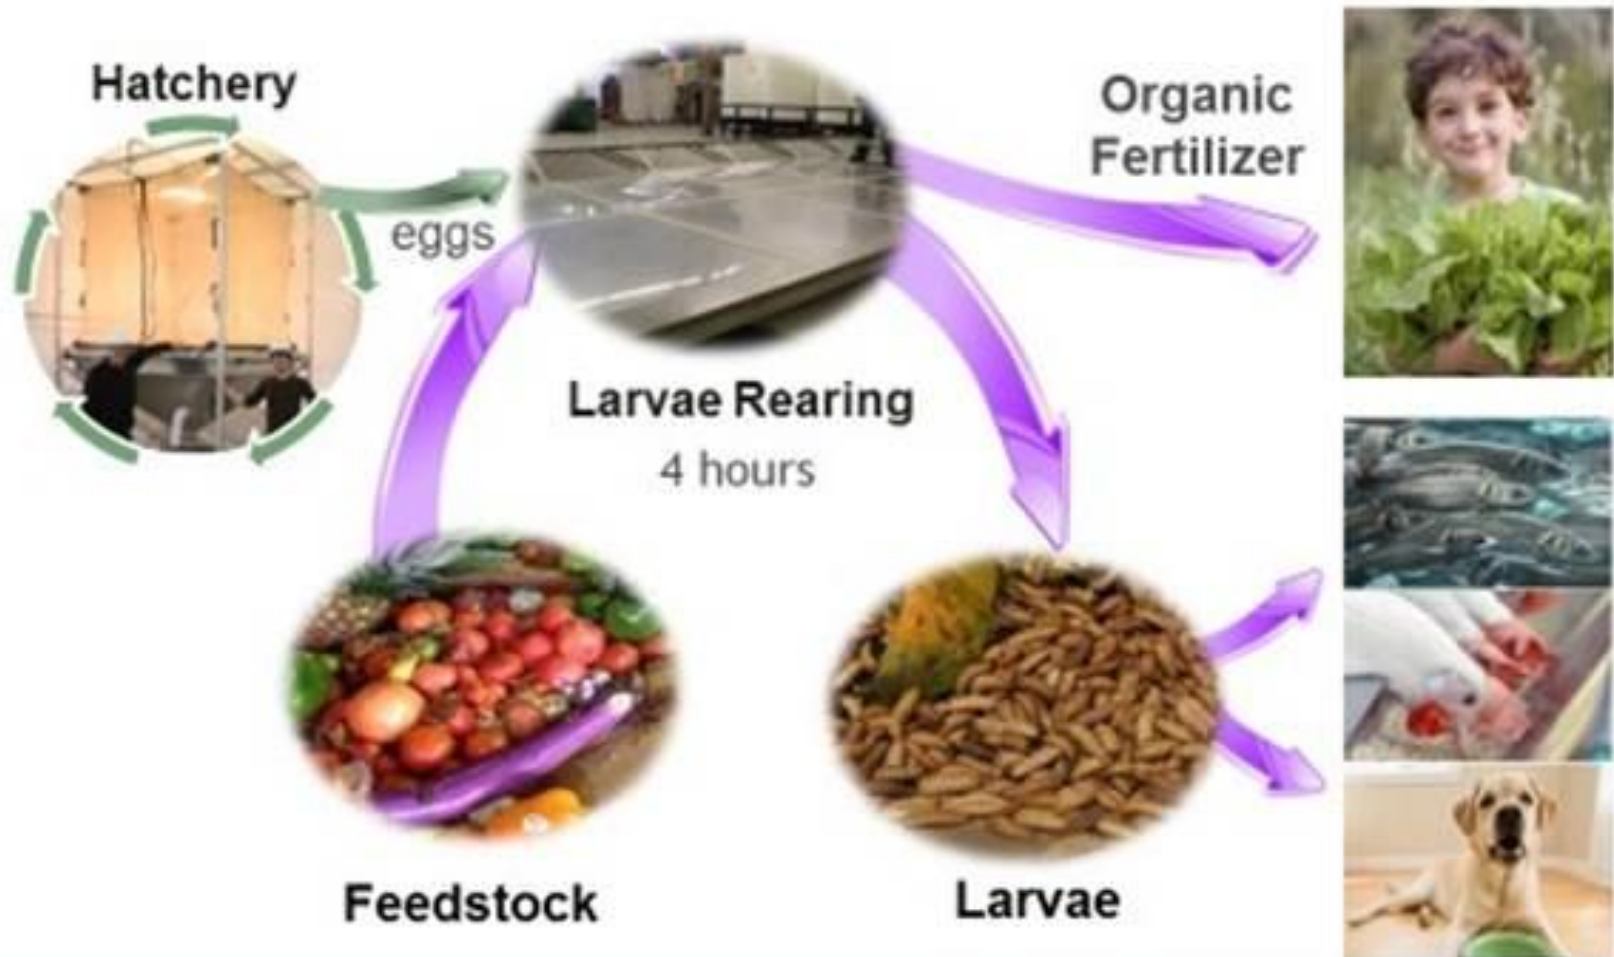 Hatchery
eggs
Larvae Rearing
4 hours
Organic
Fertilizer
Feedstock
Larvae